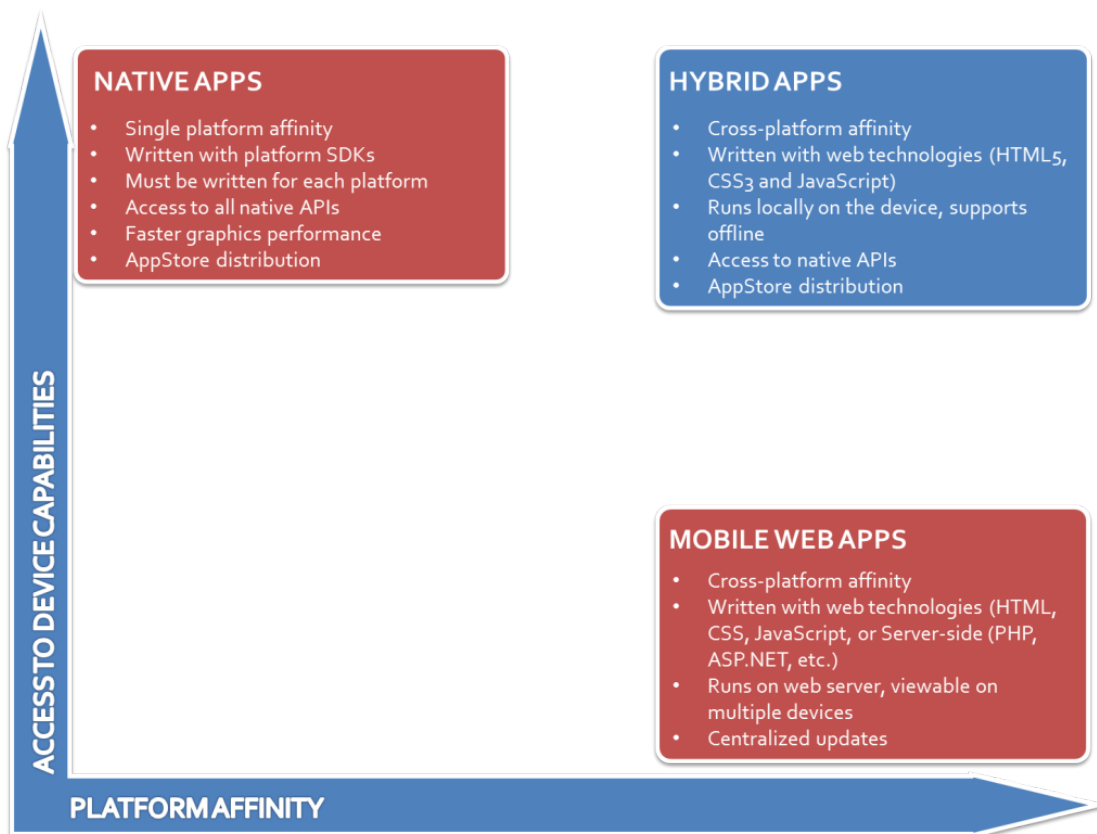 NATIVE APPS
• Single platform affinity
• Written with platform SDKs
• Must be written for each platform
• Access to all native APIs
• Faster graphics performance
• AppStore distribution
HYBRID APPS
• Cross-platform affinity
• Written with web technologies (HTML5,
CSS3 and JavaScript)
• Runs locally on the device, supports
offline
• Access to native APIs
• AppStore distribution
MOBILE WEB APPS
• Cross-platform affinity
• Written with web technologies (HTML,
CSS, JavaScript, or Server-side (PHP,
ASP.NET, etc.)
• Runs on web server, viewable on
multiple devices
• Centralized updates
ACCESS TO DEVICE CAPABILITIES
PLATFORM AFFINITY